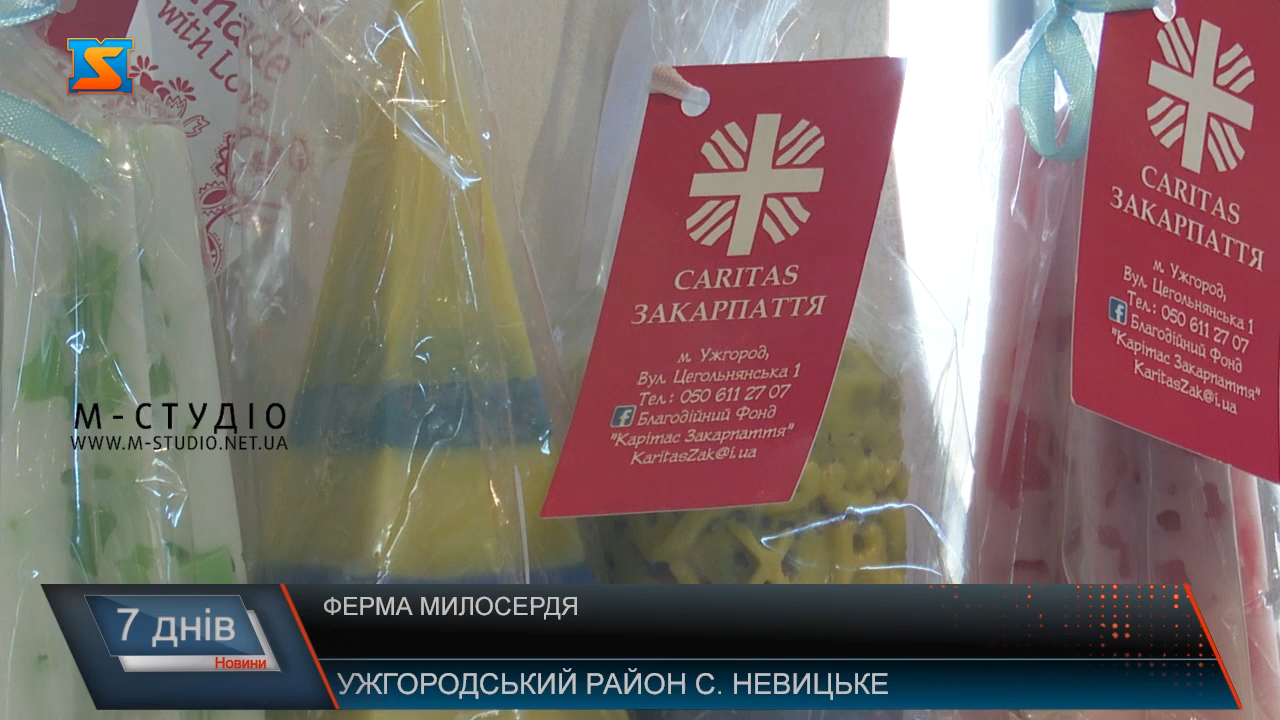 made
with Love
CARITAS
ЗАКАРПАТТЯ
м. Ужгород,
Вул. Цегольнянська 1
Тел.: 050 611 27 07
Благодійний Фонд
"Карітас Закарпаття"
KaritasZak@i.ua
CARITAS
ЗАКАРПАТТЯ
м. Ужгород,
Вул. Цегольнянська 1
Тел.: 050 611 27 07
Благодійний Фонд
"Карітас Закарпаття"
KaritasZak@i.ua
М-СТУДІО
WWW.M-STUDIO.NET.UA
7 днів
Новини
ФЕРМА МИЛОСЕРДЯ
УЖГОРОДСЬКИЙ РАЙОН С. НЕВИЦЬКЕ